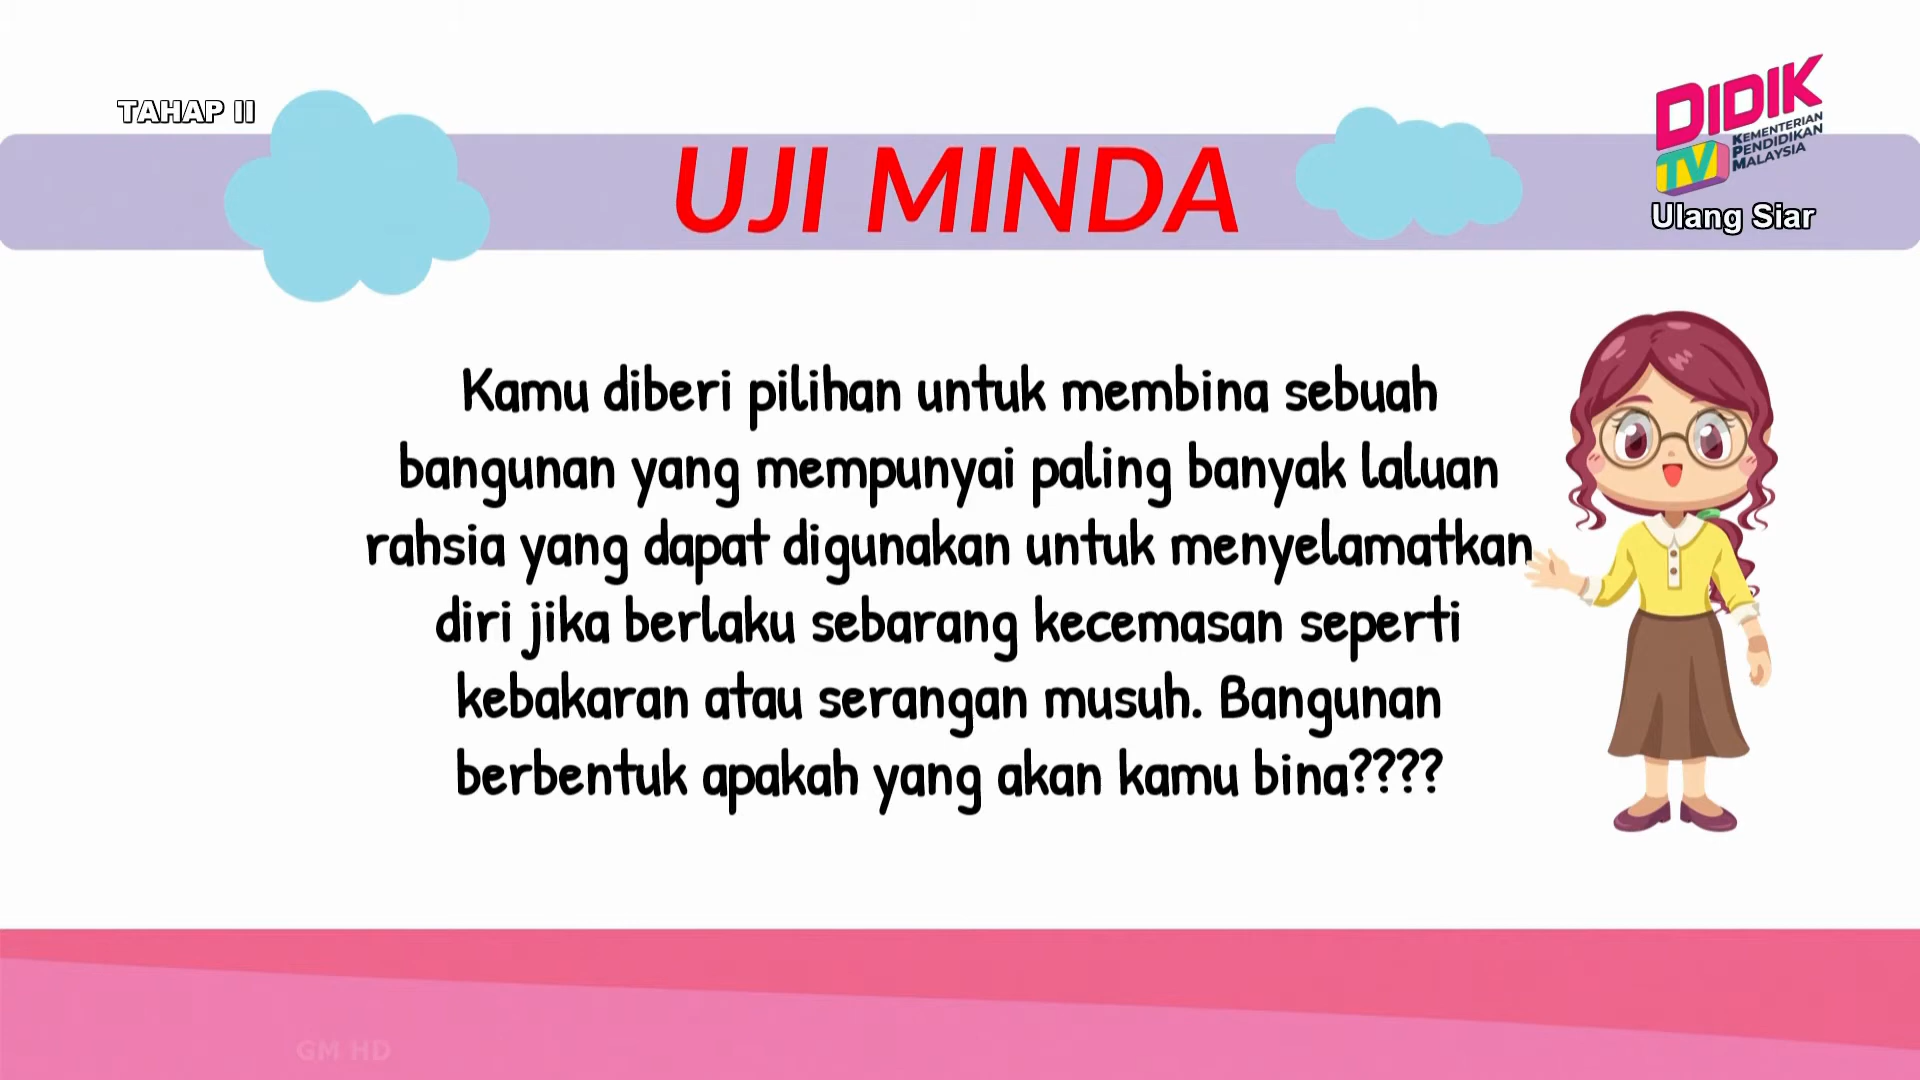 TAHAP II
DIDIK
TV
KEMENTERIAN
PENDIDIKAN
MALAYSIA
Ulang Siar
UJI MINDA
Kamu diberi pilihan untuk membina sebuah
bangunan yang mempunyai paling banyak laluan
rahsia yang dapat digunakan untuk menyelamatkan
diri jika berlaku sebarang kecemasan seperti
kebakaran atau serangan musuh. Bangunan
berbentuk apakah yang akan kamu bina????
GM HD